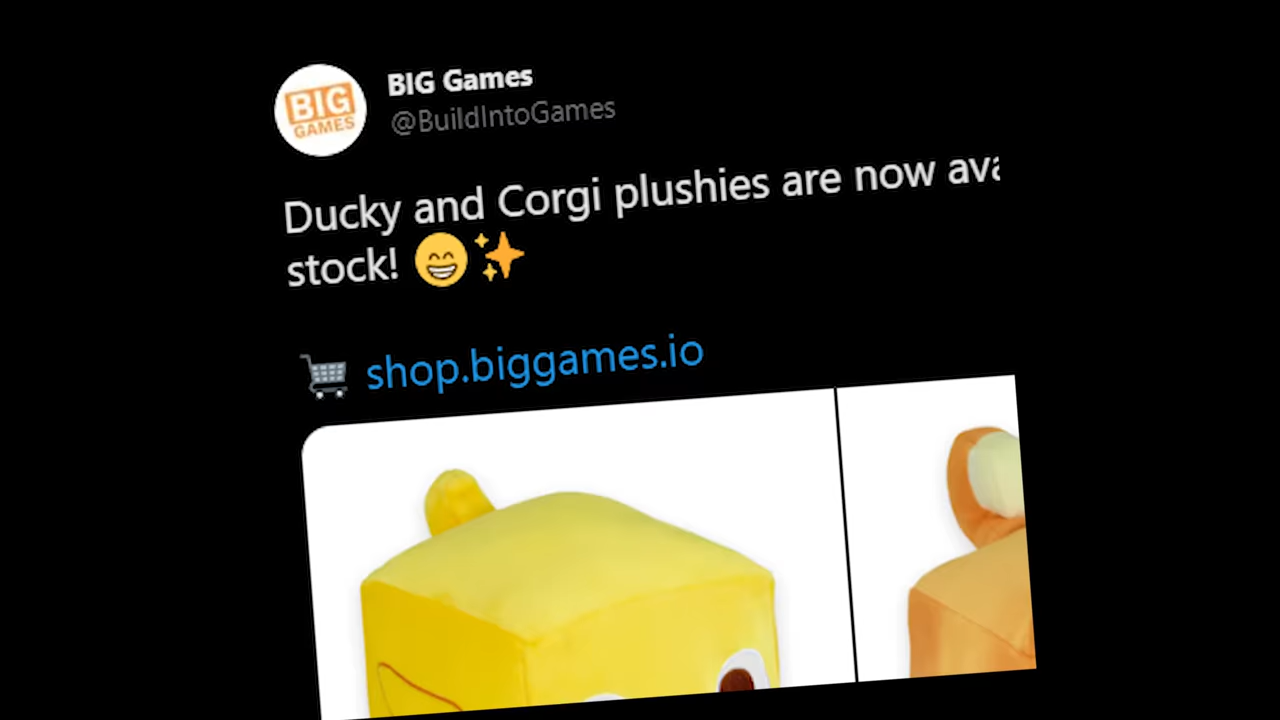 BIG
GAMES
BIG Games
@BuildIntoGames
Ducky and Corgi plushies are now
stock! 😁✨
🛒 shop.biggames.io